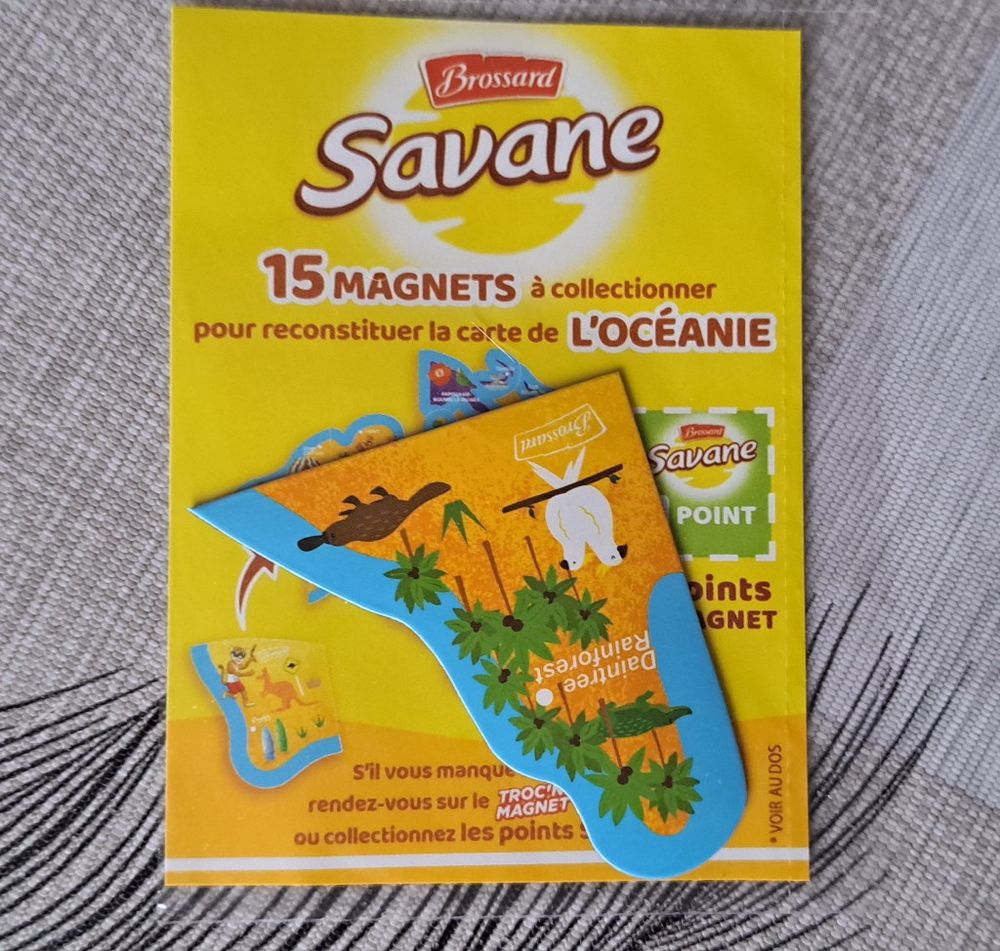 Brossard
Savane
15 MAGNETS à collectionner
pour reconstituer la carte de L'OCÉANIE
Brossard
Brossard
Savane
POINT
oints
AGNET
Daintree
Rainforest
S'il vous manque
rendez-vous sur le TROC'N
MAGNET
ou collectionnez les points S
* VOIR AU DOS